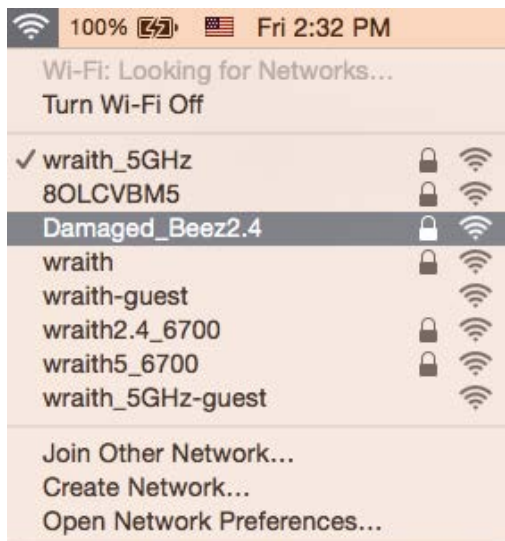 100% Fri 2:32 PM
Wi-Fi: Looking for Networks...
Turn Wi-Fi Off
wraith_5GHz
8OLCVBM5
Damaged_Beez2.4
wraith
wraith-guest
wraith2.4_6700
wraith5_6700
wraith_5GHz-guest
Join Other Network...
Create Network...
Open Network Preferences...